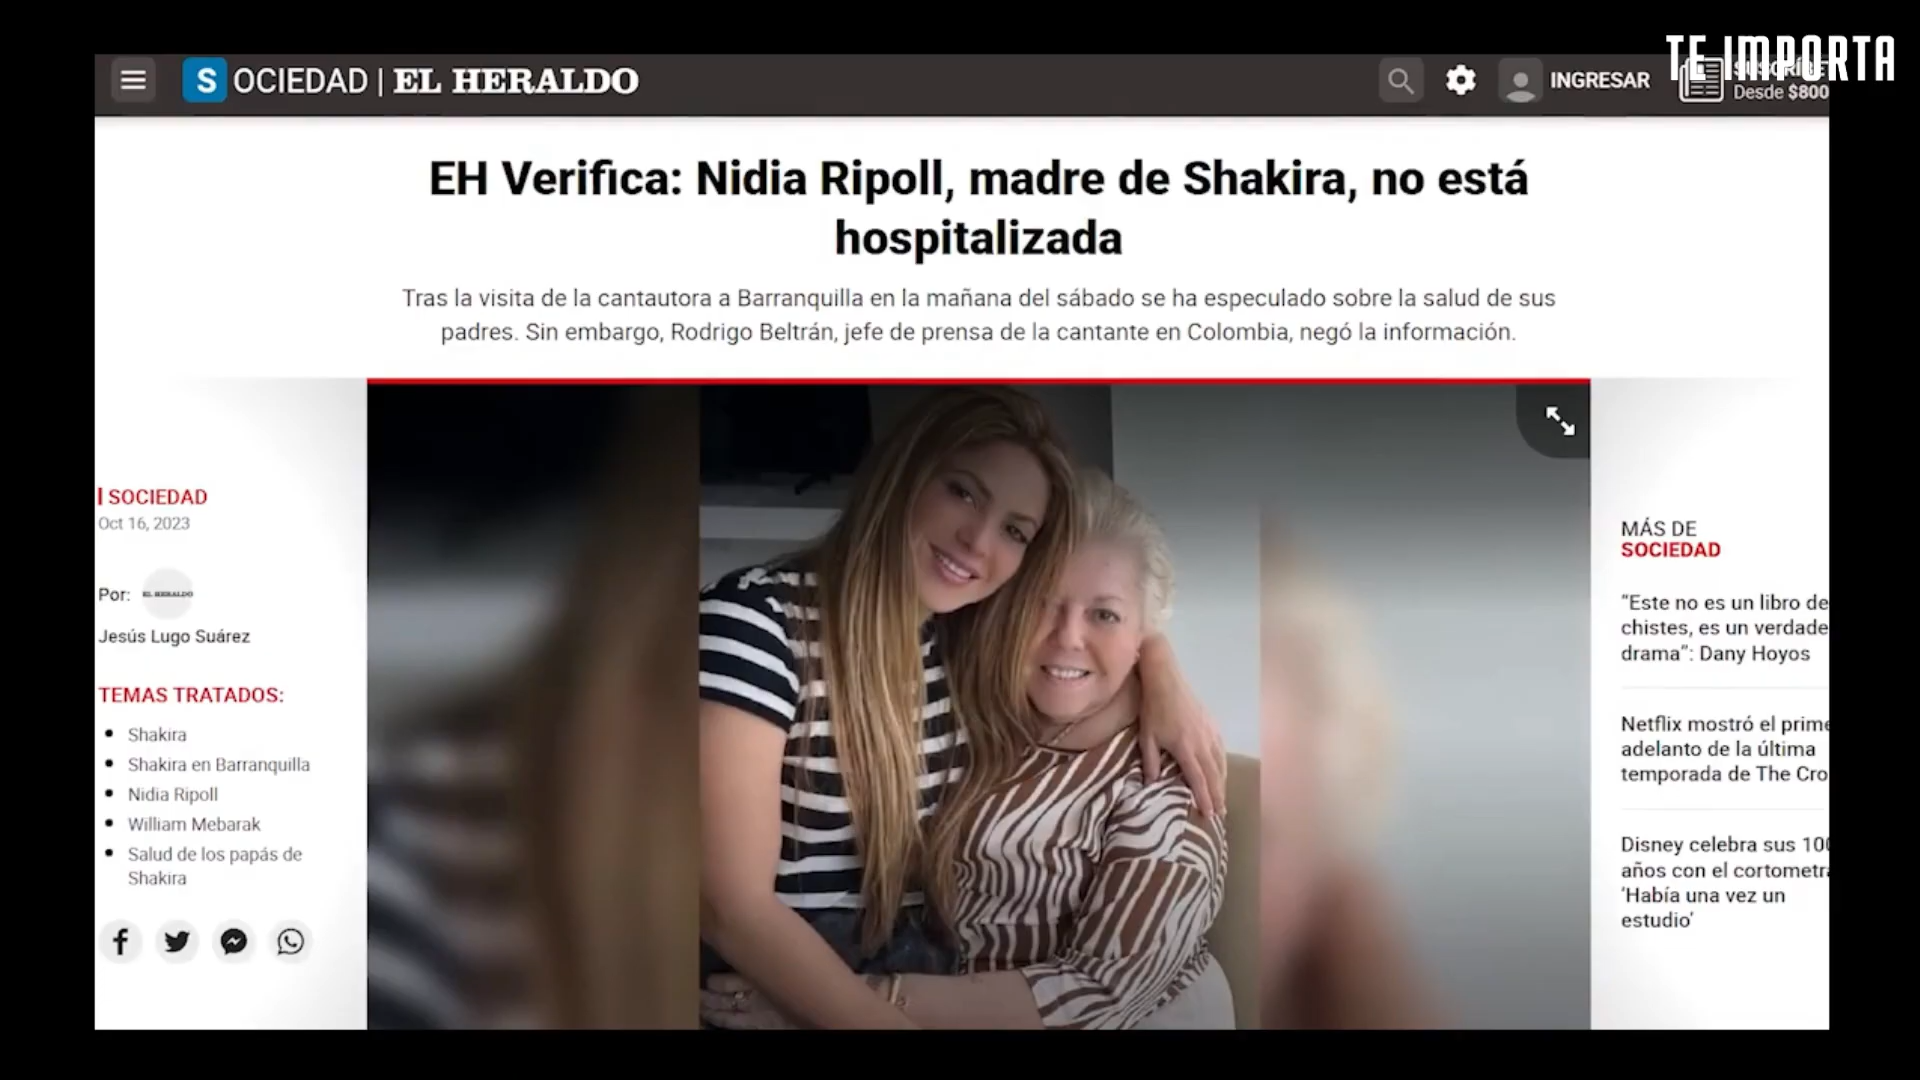 TE IMPORTA
SOCIEDAD | EL HERALDO
INGRESAR
Desde $800
EH Verifica: Nidia Ripoll, madre de Shakira, no está
hospitalizada
Tras la visita de la cantautora a Barranquilla en la mañana del sábado se ha especulado sobre la salud de sus
padres. Sin embargo, Rodrigo Beltrán, jefe de prensa de la cantante en Colombia, negó la información.
SOCIEDAD
Oct 16, 2023
Por: EL HERALDO
Jesús Lugo Suárez
TEMAS TRATADOS:
• Shakira
• Shakira en Barranquilla
• Nidia Ripoll
• William Mebarak
• Salud de los papás de
Shakira
MÁS DE
SOCIEDAD
“Este no es un libro de
chistes, es un verdade
drama”: Dany Hoyos
Netflix mostró el prime
adelanto de la última
temporada de The Cro
Disney celebra sus 100
años con el cortometra
‘Había una vez un
estudio’